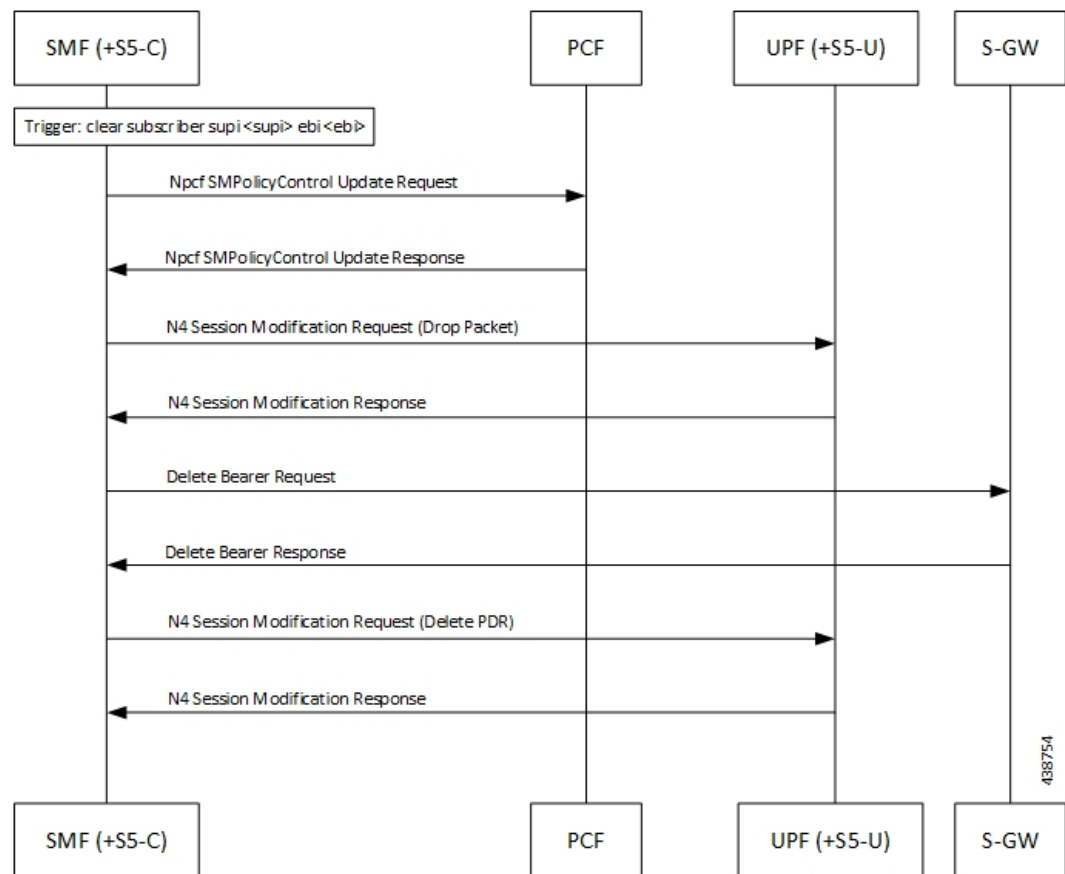 SMF (+S5-C)
PCF
UPF (+S5-U)
S-GW
Trigger: clear subscriber supi <supi> ebi <ebi>
Npcf SMPolicyControl Update Request
Npcf SMPolicyControl Update Response
N4 Session Modification Request (Drop Packet)
N4 Session Modification Response
Delete Bearer Request
Delete Bearer Response
N4 Session Modification Request (Delete PDR)
N4 Session Modification Response
438754
SMF (+S5-C)
PCF
UPF (+S5-U)
S-GW